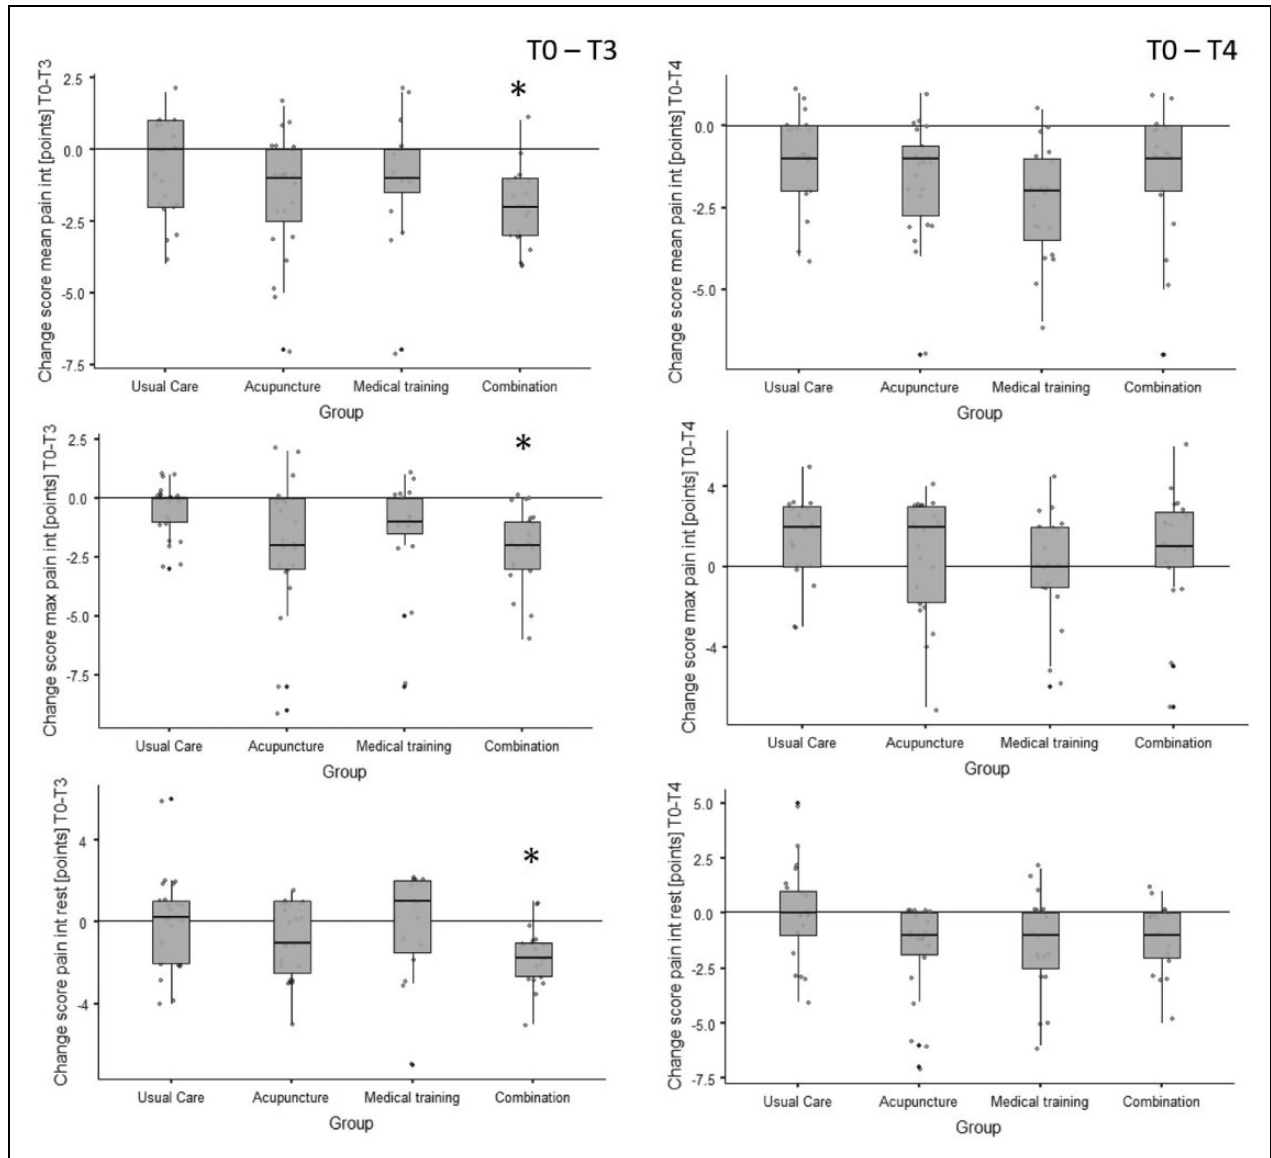 T0 – T3
Change score mean pain int [points] T0-T3
2.5
0.0
-2.5
-5.0
-7.5
*
Usual Care Acupuncture Medical training Combination
Group
T0 – T4
Change score mean pain int [points] T0-T4
0.0
-2.5
-5.0
Usual Care Acupuncture Medical training Combination
Group
Change score max pain int [points] T0-T3
2.5
0.0
-2.5
-5.0
-7.5
*
Usual Care Acupuncture Medical training Combination
Group
Change score max pain int [points] T0-T4
4
0
-4
Usual Care Acupuncture Medical training Combination
Group
Change score pain int rest [points] T0-T3
4
0
-4
*
Usual Care Acupuncture Medical training Combination
Group
Change score pain int rest [points] T0-T4
5.0
2.5
0.0
-2.5
-5.0
-7.5
Usual Care Acupuncture Medical training Combination
Group